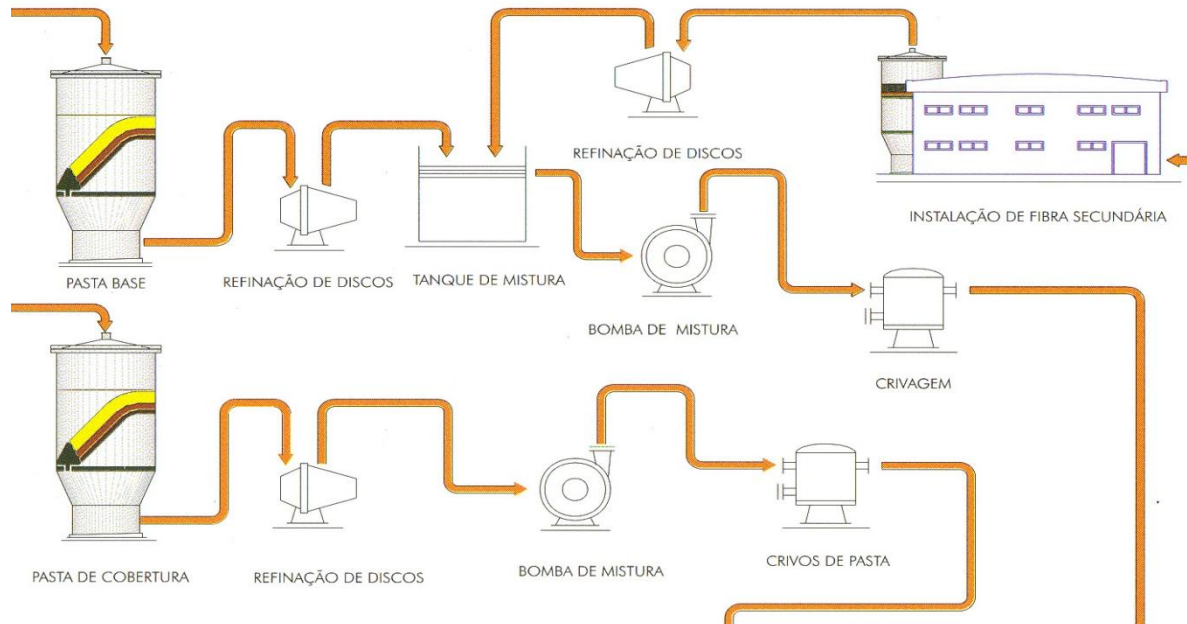 REFINAÇÃO DE DISCOS
INSTALAÇÃO DE FIBRA SECUNDÁRIA
PASTA BASE
REFINAÇÃO DE DISCOS
TANQUE DE MISTURA
BOMBA DE MISTURA
CRIVAGEM
PASTA DE COBERTURA
REFINAÇÃO DE DISCOS
BOMBA DE MISTURA
CRIVOS DE PASTA